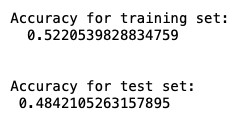 Accuracy for training set:
0.5220539828834759
Accuracy for test set:
0.4842105263157895